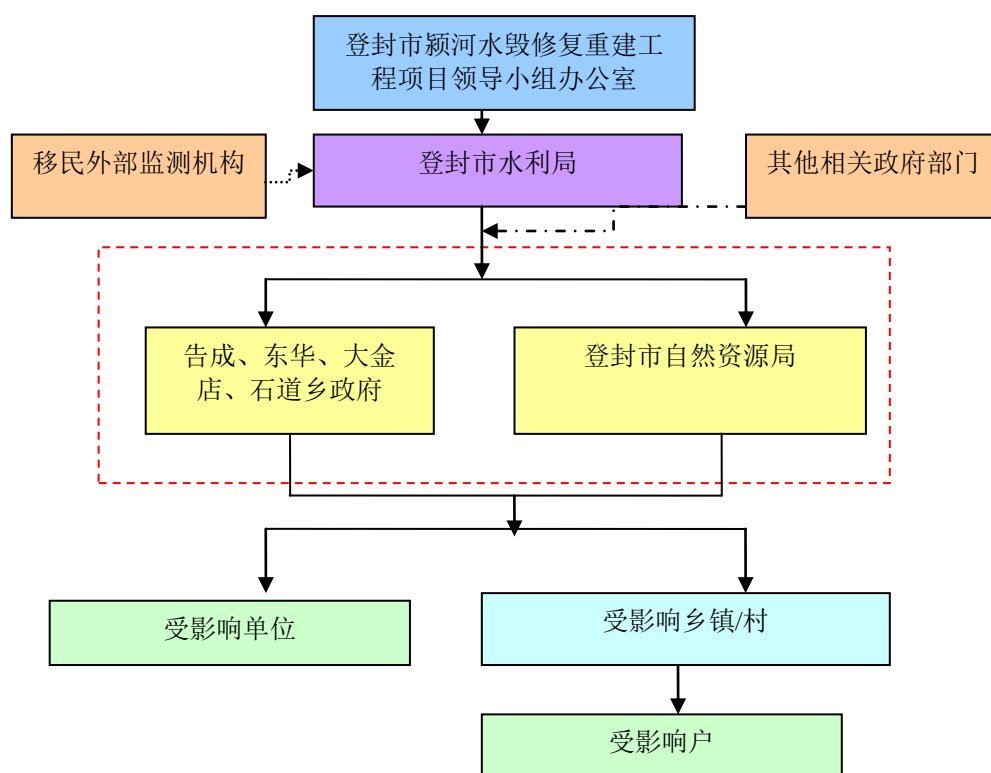 登封市颍河水毁修复重建工
程项目领导小组办公室
移民外部监测机构
登封市水利局
其他相关政府部门
告成、东华、大金
店、石道乡政府
登封市自然资源局
受影响单位
受影响乡镇/村
受影响户